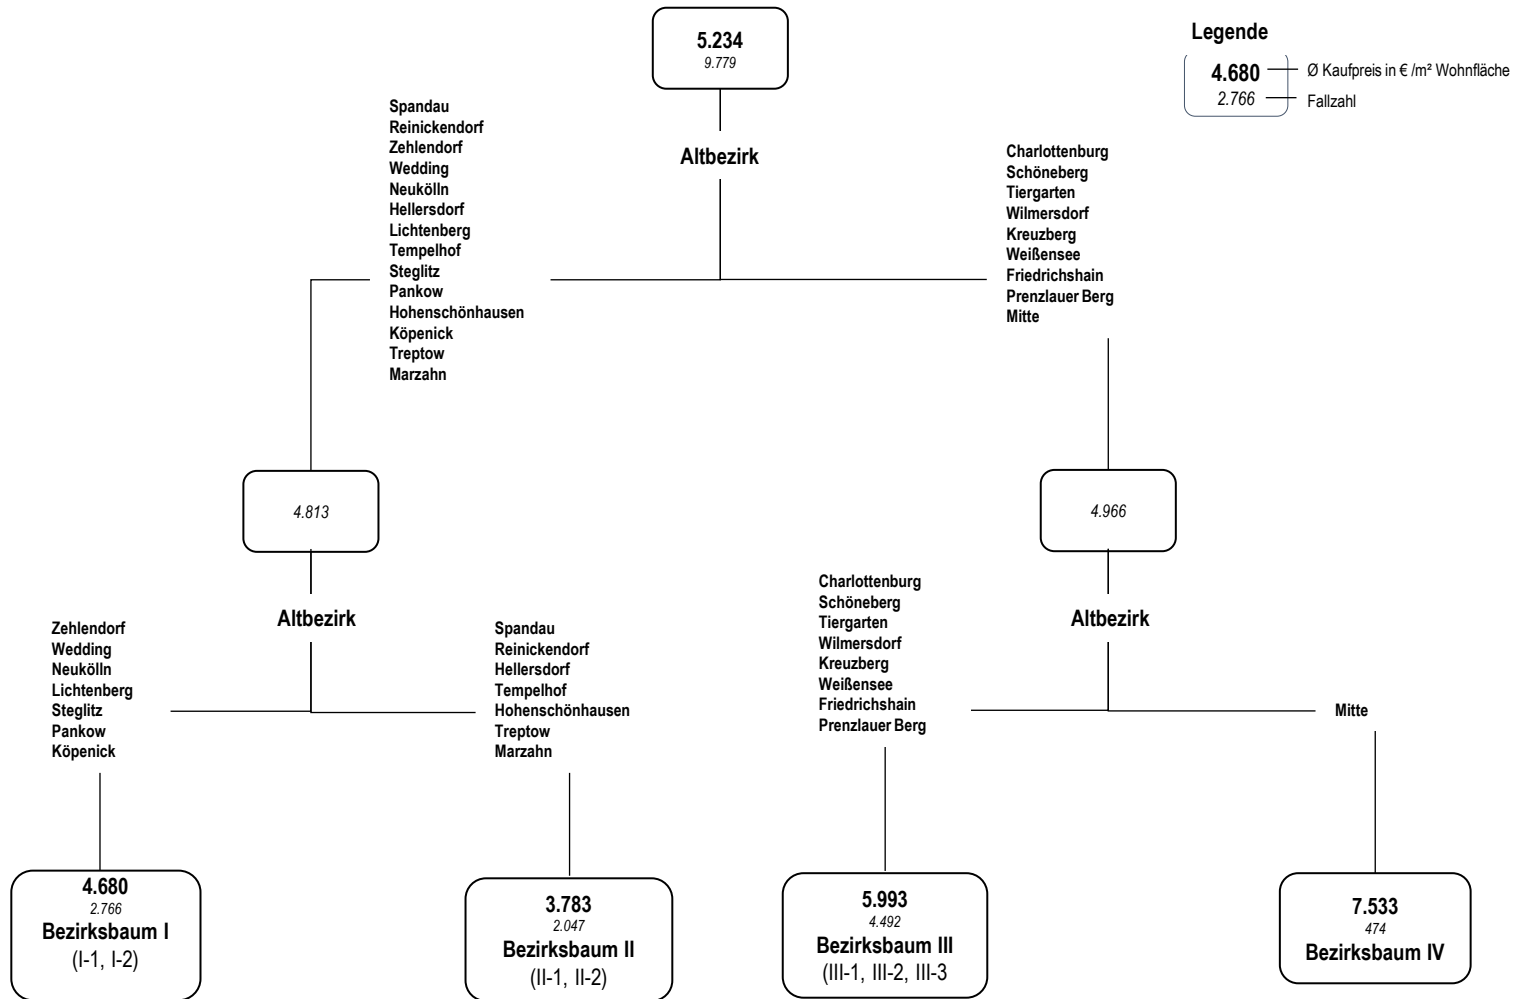 5.234
9.779
Legende
4.680
Ø Kaufpreis in € /m² Wohnfläche
2.766
Fallzahl
Spandau
Reinickendorf
Zehlendorf
Wedding
Neukölln
Hellersdorf
Lichtenberg
Tempelhof
Steglitz
Pankow
Hohenschönhausen
Köpenick
Treptow
Marzahn
Altbezirk
Charlottenburg
Schöneberg
Tiergarten
Wilmersdorf
Kreuzberg
Weißensee
Friedrichshain
Prenzlauer Berg
Mitte
4.813
4.966
Zehlendorf
Wedding
Neukölln
Lichtenberg
Steglitz
Pankow
Köpenick
Altbezirk
Spandau
Reinickendorf
Hellersdorf
Tempelhof
Hohenschönhausen
Treptow
Marzahn
Charlottenburg
Schöneberg
Tiergarten
Wilmersdorf
Kreuzberg
Weißensee
Friedrichshain
Prenzlauer Berg
Altbezirk
Mitte
4.680
2.766
Bezirksbaum I
(I-1, I-2)
3.783
2.047
Bezirksbaum II
(II-1, II-2)
5.993
4.492
Bezirksbaum III
(III-1, III-2, III-3
7.533
474
Bezirksbaum IV